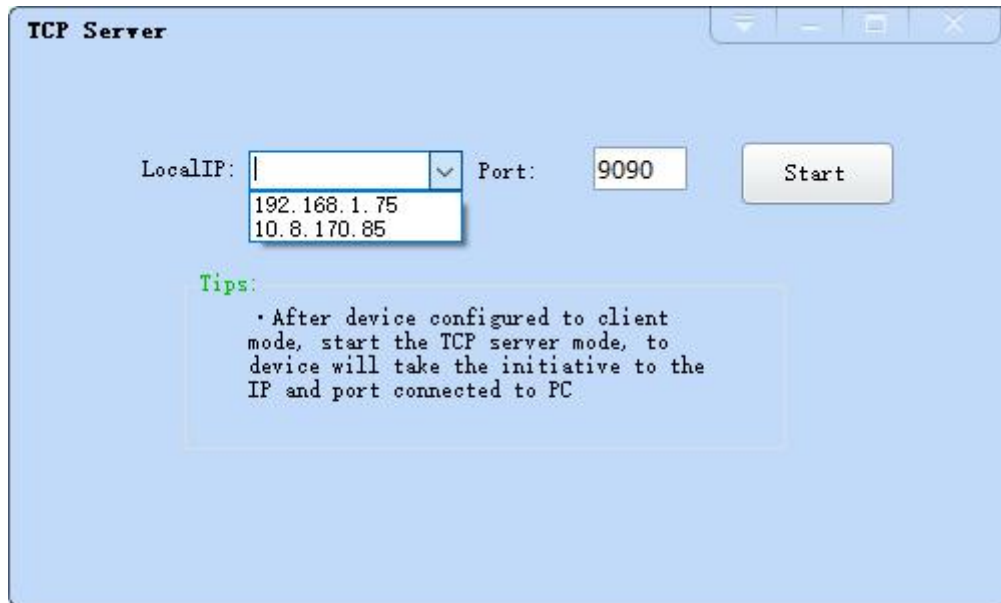 TCP Server
LocalIP: Port: 9090 Start
192.168.1.75
10.8.170.85
Tips:
·After device configured to client
mode, start the TCP server mode, to
device will take the initiative to the
IP and port connected to PC